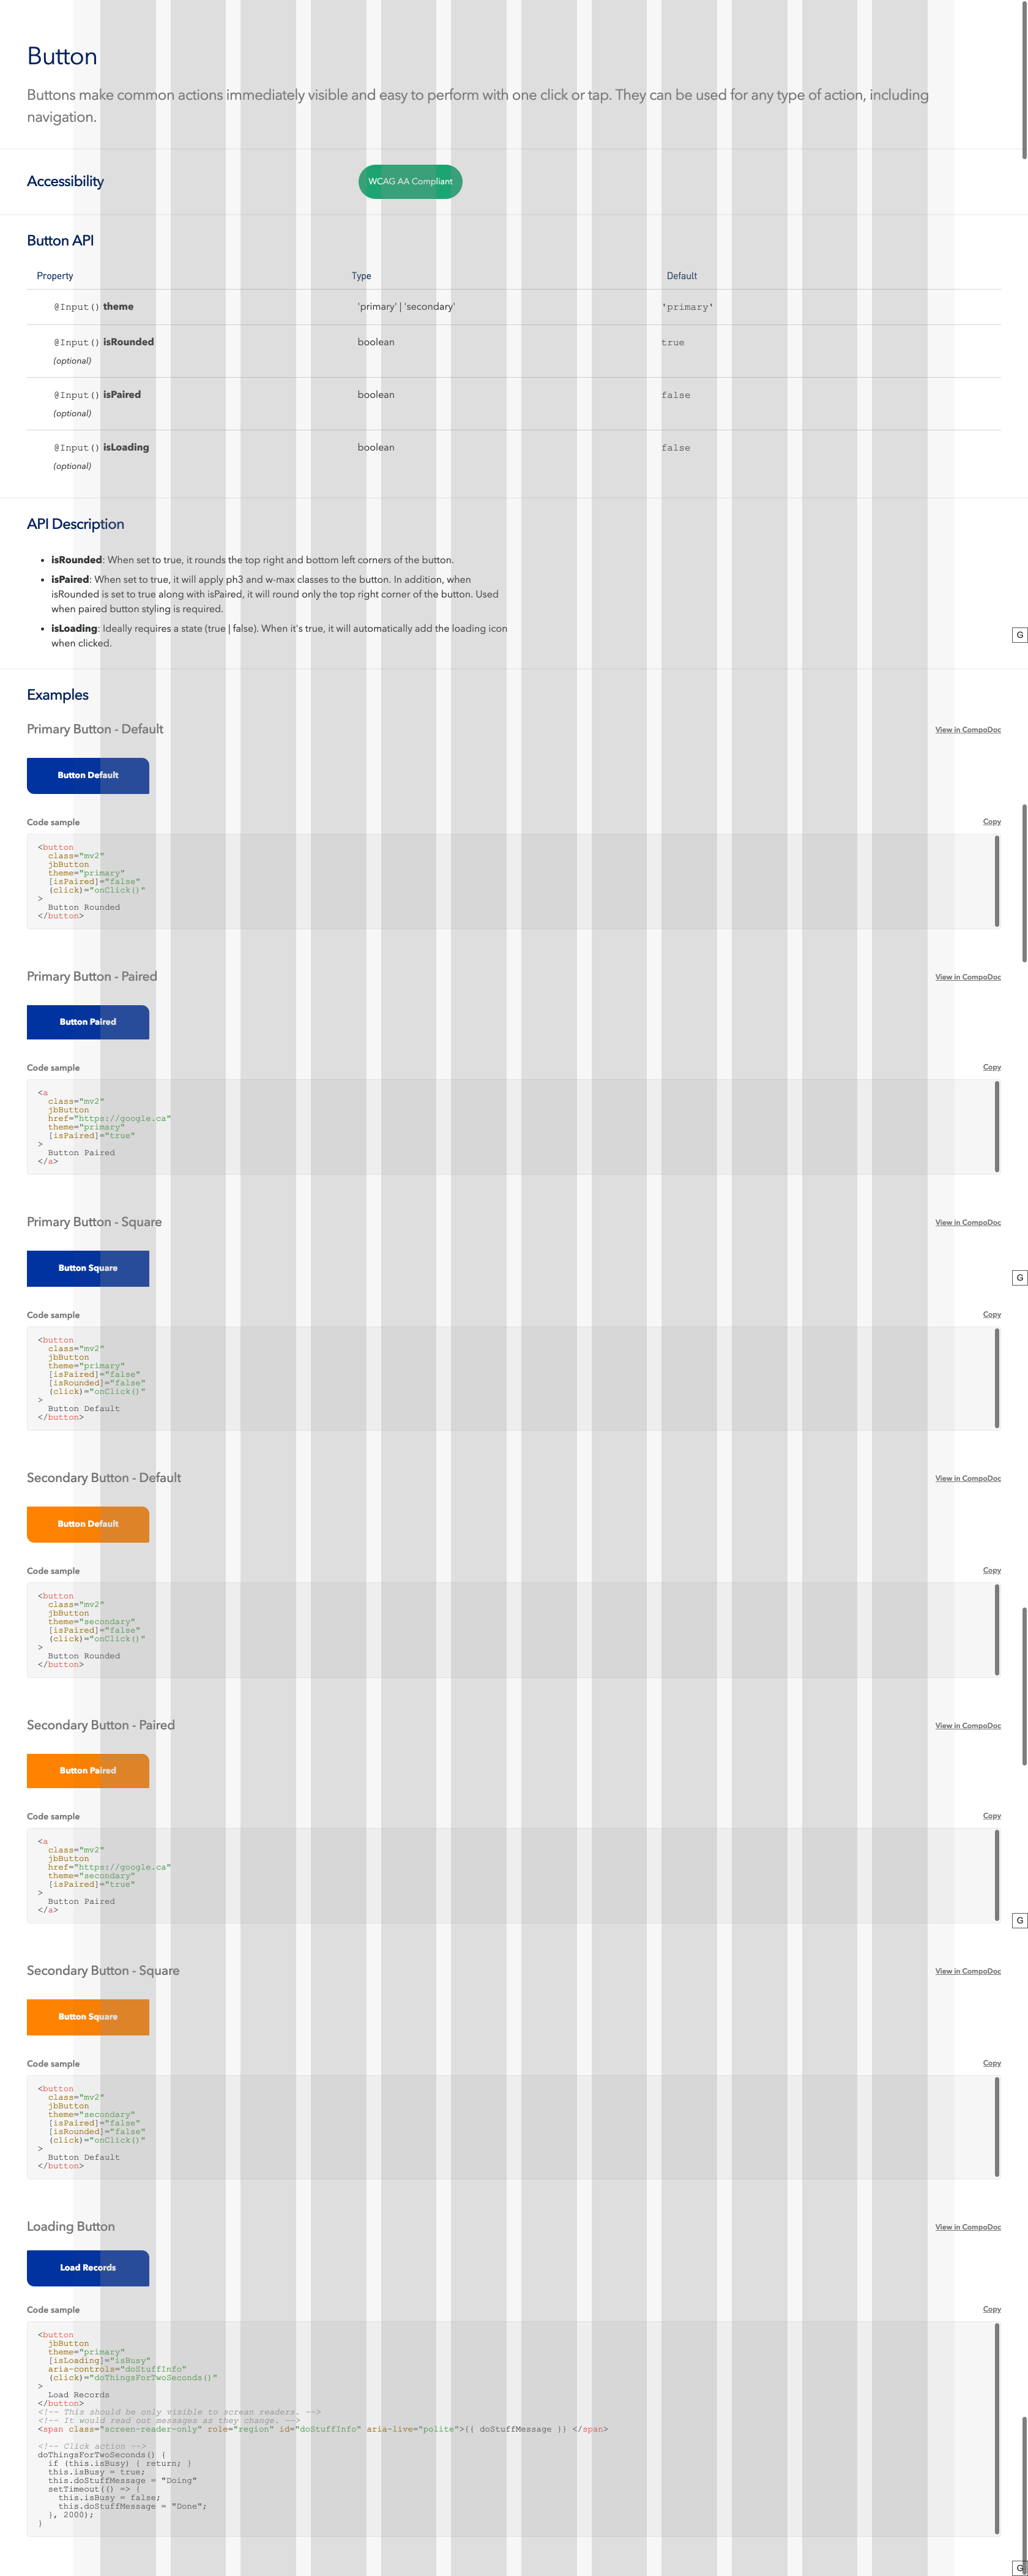 Button
Buttons make common actions immediately visible and easy to perform with one click or tap. They can be used for any type of action, including
navigation.
Accessibility
WCAG AA Compliant
Button API
Property Type Default
@Input() theme 'primary' | 'secondary' 'primary'
@Input() isRounded boolean true
(optional)
@Input() isPaired boolean false
(optional)
@Input() isLoading boolean false
(optional)
API Description
• isRounded: When set to true, it rounds the top right and bottom left corners of the button.
• isPaired: When set to true, it will apply ph3 and w-max classes to the button. In addition, when
isRounded is set to true along with isPaired, it will round only the top right corner of the button. Used
when paired button styling is required.
• isLoading: Ideally requires a state (true | false). When it's true, it will automatically add the loading icon
when clicked.
G
Examples
Primary Button - Default
View in CompoDoc
Button Default
Code sample
Copy
<button
  class="mv2"
  jbButton
  theme="primary"
  [isPaired]="false"
  (click)="onClick()"
>
  Button Rounded
</button>
Primary Button - Paired
View in CompoDoc
Button Paired
Code sample
Copy
<a
  class="mv2"
  jbButton
  href="https://google.ca"
  theme="primary"
  [isPaired]="true"
>
  Button Paired
</a>
Primary Button - Square
View in CompoDoc
Button Square
G
Code sample
Copy
<button
  class="mv2"
  jbButton
  theme="primary"
  [isPaired]="false"
  [isRounded]="false"
  (click)="onClick()"
>
  Button Default
</button>
Secondary Button - Default
View in CompoDoc
Button Default
Code sample
Copy
<button
  class="mv2"
  jbButton
  theme="secondary"
  [isPaired]="false"
  (click)="onClick()"
>
  Button Rounded
</button>
Secondary Button - Paired
View in CompoDoc
Button Paired
Code sample
Copy
<a
  class="mv2"
  jbButton
  href="https://google.ca"
  theme="secondary"
  [isPaired]="true"
>
  Button Paired
</a>
G
Secondary Button - Square
View in CompoDoc
Button Square
Code sample
Copy
<button
  class="mv2"
  jbButton
  theme="secondary"
  [isPaired]="false"
  [isRounded]="false"
  (click)="onClick()"
>
  Button Default
</button>
Loading Button
View in CompoDoc
Load Records
Code sample
Copy
<button
  jbButton
  theme="primary"
  [isLoading]="isBusy"
  aria-controls="doStuffInfo"
  (click)="doThingsForTwoSeconds()"
>
  Load Records
</button>
<!-- This should be only visible to screan readers. -->
<!-- It would read out messages as they change. -->
<span class="screen-reader-only" role="region" id="doStuffInfo" aria-live="polite">{{ doStuffMessage }} </span>
<!-- Click action -->
doThingsForTwoSeconds() {
  if (this.isBusy) { return; }
  this.isBusy = true;
  this.doStuffMessage = "Doing"
  setTimeout(() => {
    this.isBusy = false;
    this.doStuffMessage = "Done";
  }, 2000);
}
G